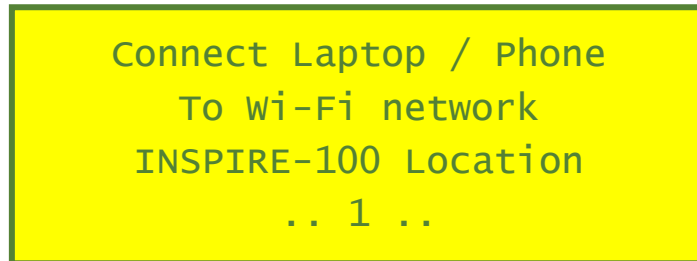 Connect Laptop / Phone
To Wi-Fi network
INSPIRE-100 Location
.. 1 ..